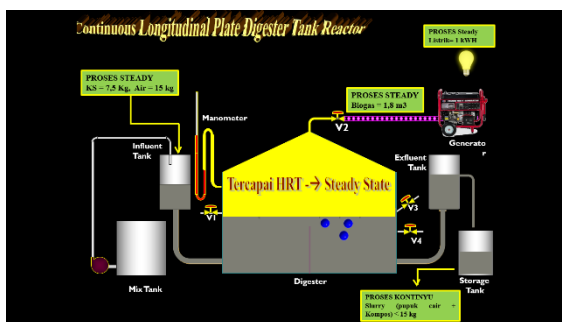 Continuous Longitudinal Plate Digester Tank Reactor
PROSES Steady
Listrik= 1 kWH
PROSES STEADY
KS – 7,5 Kg, Air – 15 kg
PROSES STEADY
Biogas = 1,8 m3
Manometer
V2
Generato
r
Influent
Tank
Exfluent
Tank
Tercapai HRT -→ Steady State
V1
V3
V4
Mix Tank
Digester
Storage
Tank
PROSES KONTINYU
Slurry (pupuk cair +
Kompos) < 15 kg